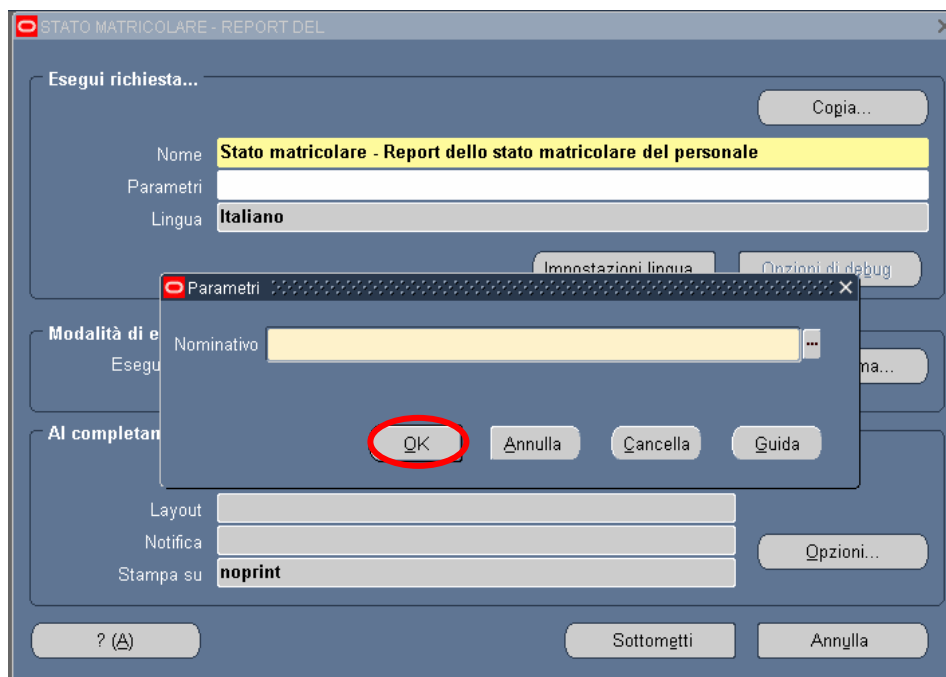 STATO MATRICOLARE - REPORT DEL
Esegui richiesta...
Copia...
Nome Stato matricolare - Report dello stato matricolare del personale
Parametri
Lingua Italiano
Impostazioni lingua Opzioni di debug
Parametri
Modalità di e
Nominativo ...
Esegu
ma...
Al completan
OK Annulla Cancella Guida
Layout
Notifica
Opzioni...
Stampa su noprint
? (A) Sottometti Annulla